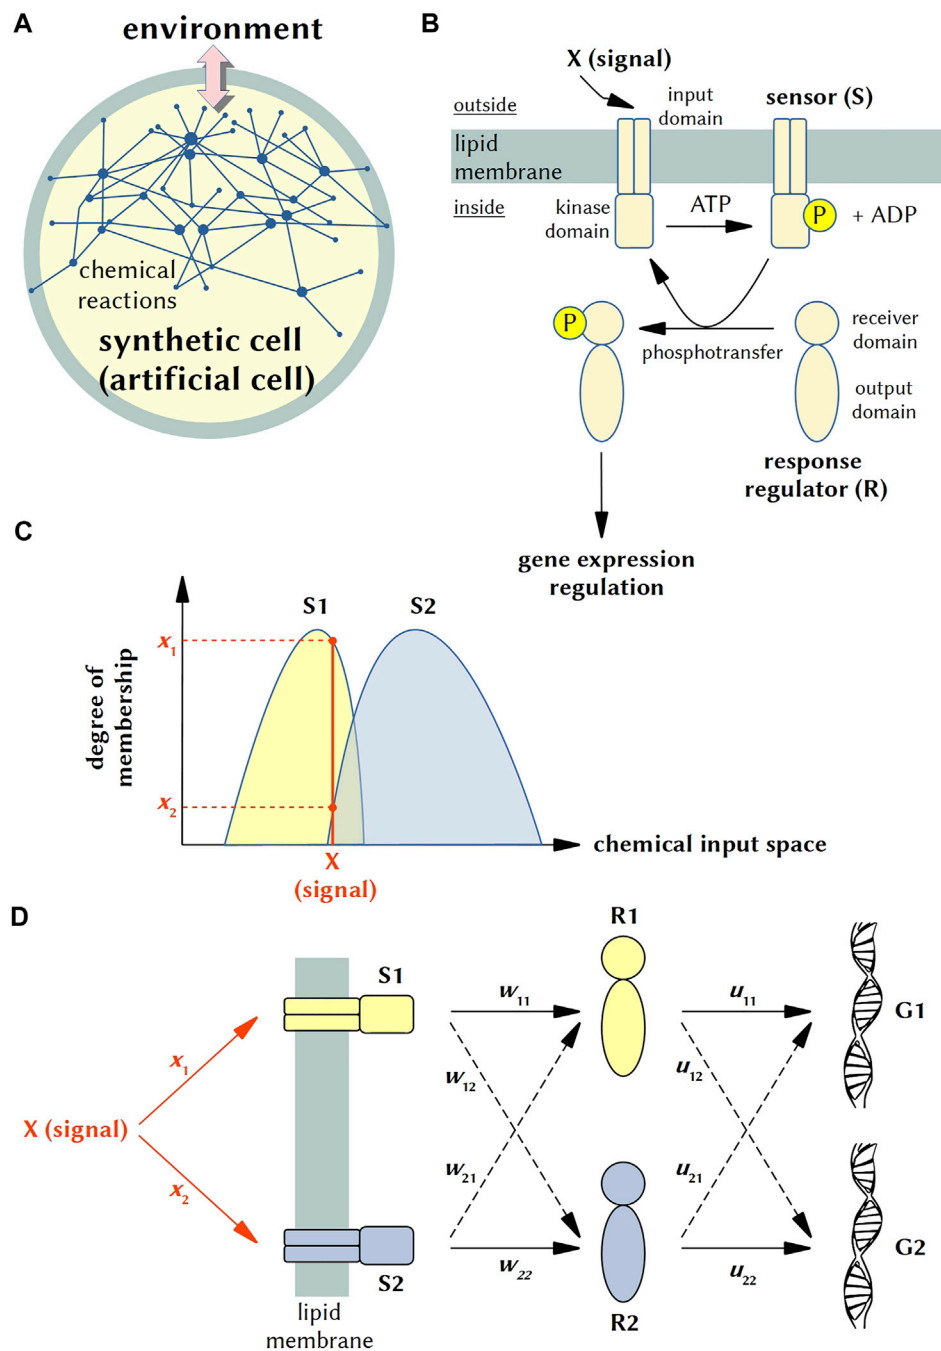 A
environment
chemical
reactions
synthetic cell
(artificial cell)
B
X (signal)
outside
input
domain
sensor (S)
lipid
membrane
inside
kinase
domain
ATP
P
+ ADP
P
phosphotransfer
receiver
domain
output
domain
response
regulator (R)
gene expression
regulation
C
S1
S2
degree of
membership
x1
x2
X
(signal)
chemical input space
D
R1
S1
w11
u11
G1
x1
w12
u12
X (signal)
x2
w21
u21
w22
u22
G2
S2
R2
lipid
membrane